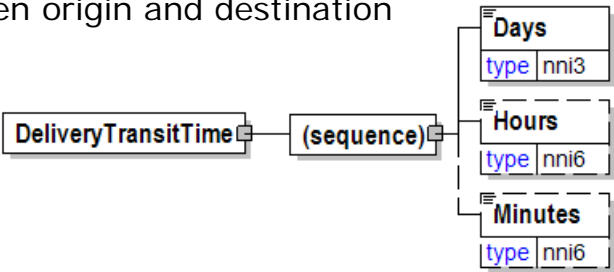 en origin and destination
Days
type nni3
DeliveryTransitTime
(sequence)
Hours
type nni6
Minutes
type nni6